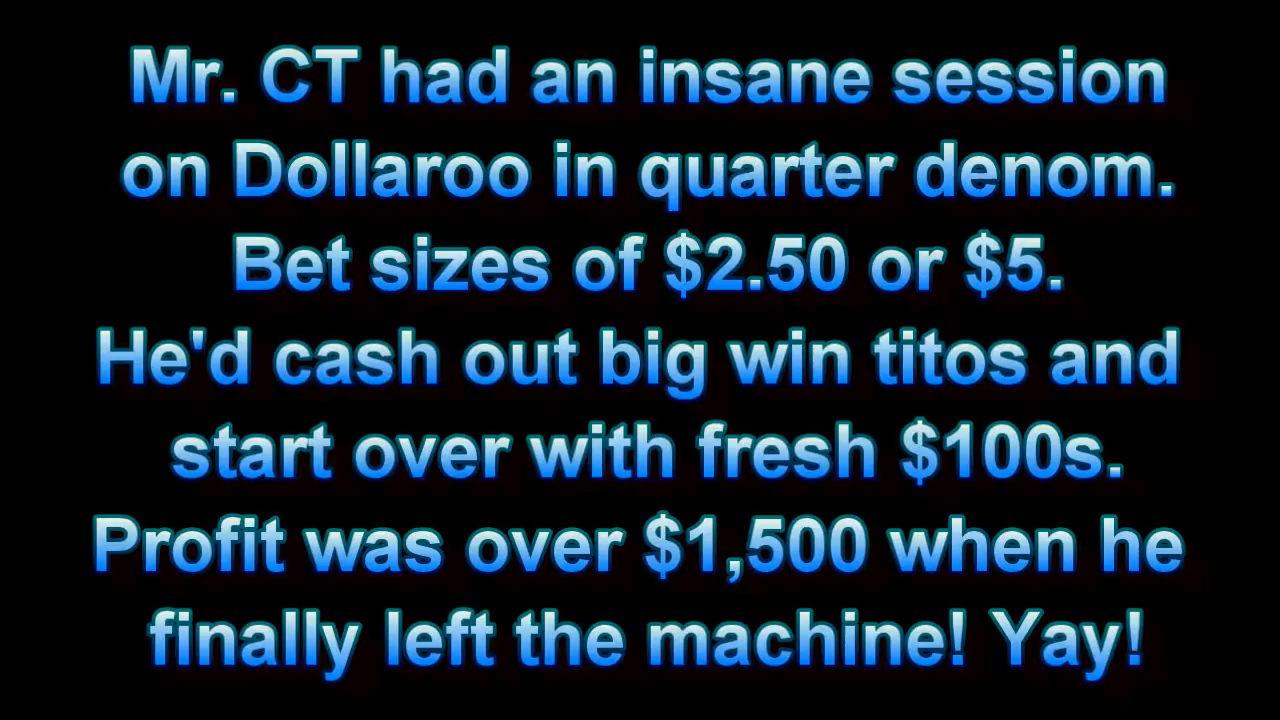 Mr. CT had an insane session
on Dollaroo in quarter denom.
Bet sizes of $2.50 or $5.
He'd cash out big win titos and
start over with fresh $100s.
Profit was over $1,500 when he
finally left the machine! Yay!